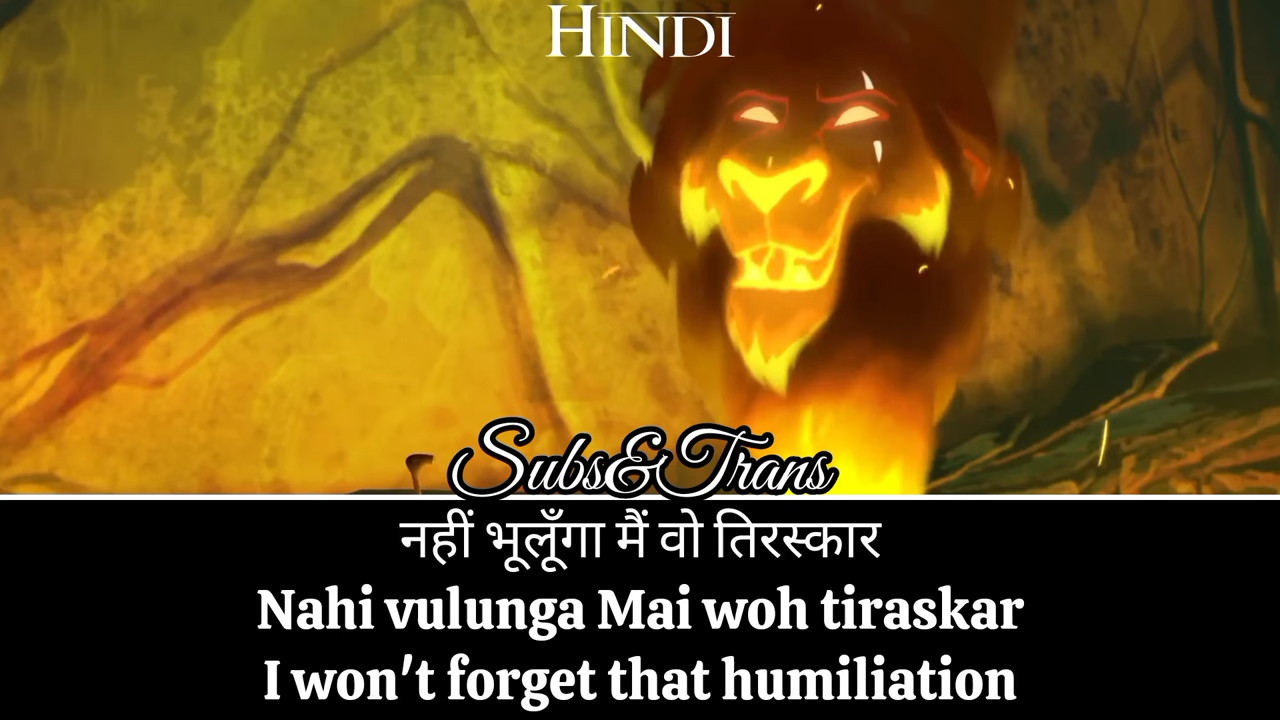 HINDI
Subs&Trans
नहीं भूलूँगा मैं वो तिरस्कार
Nahi vulunga Mai woh tiraskar
I won't forget that humiliation